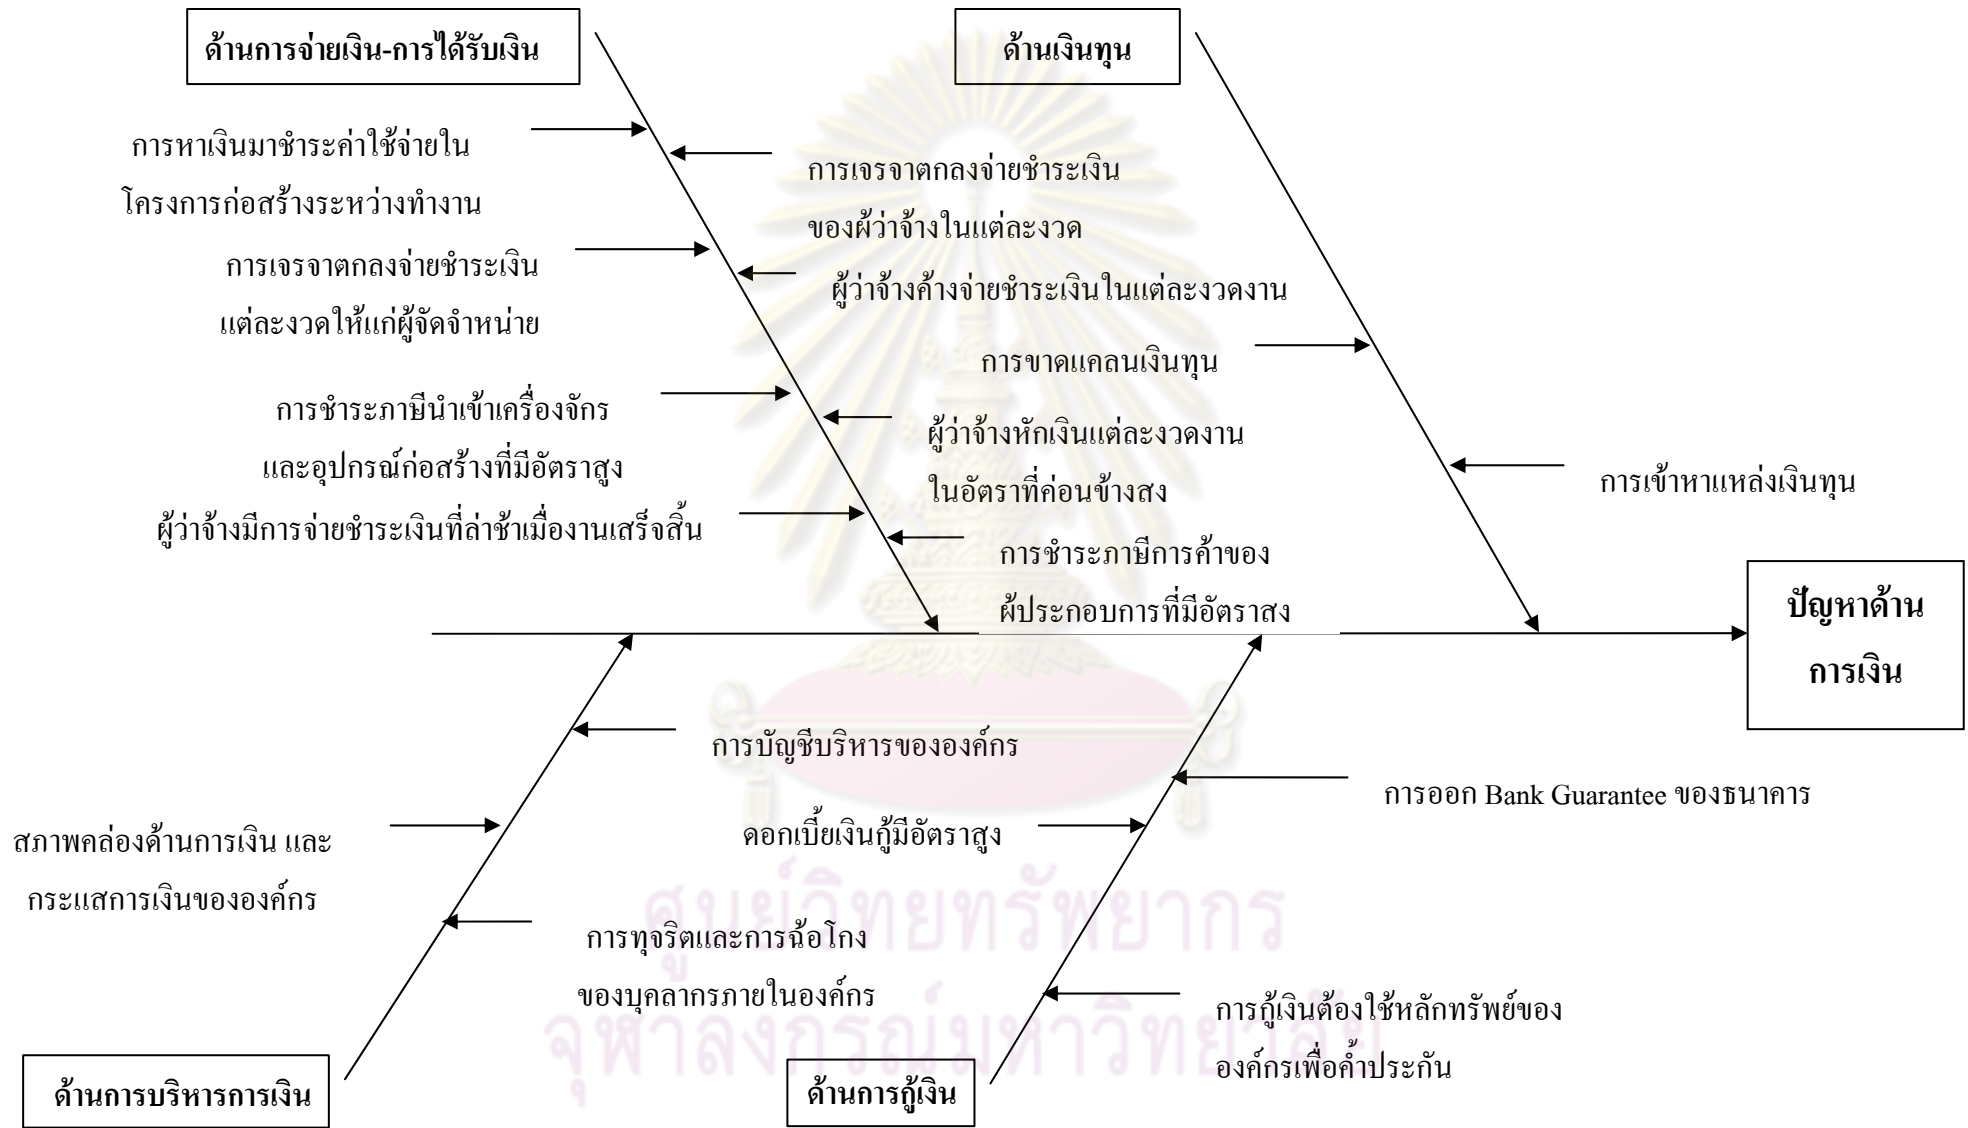 ด้านการจ่ายเงิน-การได้รับเงิน
ด้านเงินทุน
การหาเงินมาชำระค่าใช้จ่ายใน
โครงการก่อสร้างระหว่างทำงาน
การเจรจาตกลงจ่ายชำระเงิน
ของผู้ว่าจ้างในแต่ละงวด
การเจรจาตกลงจ่ายชำระเงิน
แต่ละงวดให้แก่ผู้จัดจำหน่าย
ผู้ว่าจ้างค้างจ่ายชำระเงินในแต่ละงวดงาน
การขาดแคลนเงินทุน
การชำระภาษีนำเข้าเครื่องจักร
และอุปกรณ์ก่อสร้างที่มีอัตราสูง
ผู้ว่าจ้างหักเงินแต่ละงวดงาน
ในอัตราที่ค่อนข้างสง
การเข้าหาแหล่งเงินทุน
ผู้ว่าจ้างมีการจ่ายชำระเงินที่ล่าช้าเมื่องานเสร็จสิ้น
การชำระภาษีการค้าของ
ผ้ประกอบการที่มีอัตราสง
ปัญหาด้าน
การเงิน
การบัญชีบริหารขององค์กร
การออก Bank Guarantee ของธนาคาร
สภาพคล่องด้านการเงิน และ
กระแสการเงินขององค์กร
ดอกเบี้ยเงินกู้มีอัตราสูง
การทุจริตและการฉ้อโกง
ของบุคลากรภายในองค์กร
การกู้เงินต้องใช้หลักทรัพย์ของ
องค์กรเพื่อค้ำประกัน
ด้านการบริหารการเงิน
ด้านการกู้เงิน
ศูนย์วิทยทรัพยากร
จุฬาลงกรณ์มหาวิทยาลัย